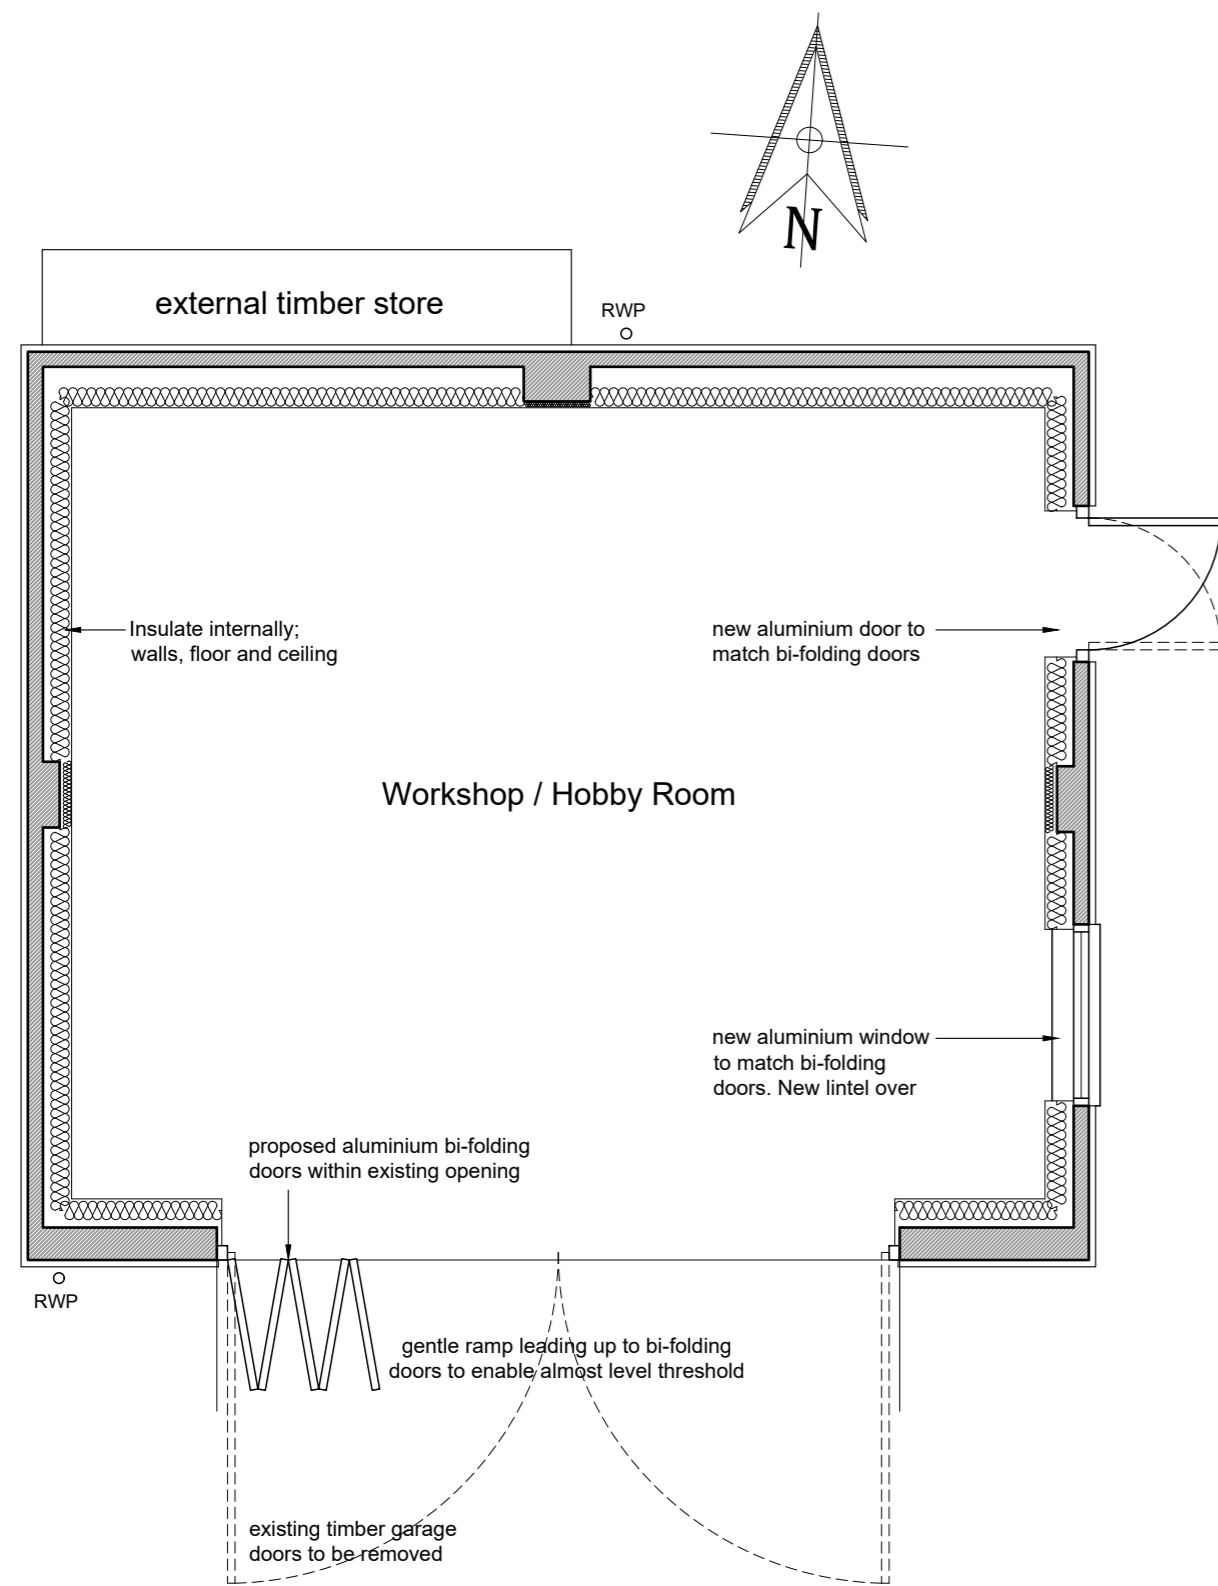 N
external timber store
RWP
Insulate internally;
walls, floor and ceiling
new aluminium door to
match bi-folding doors
Workshop / Hobby Room
new aluminium window
to match bi-folding
doors. New lintel over
proposed aluminium bi-folding
doors within existing opening
RWP
gentle ramp leading up to bi-folding
doors to enable almost level threshold
existing timber garage
doors to be removed